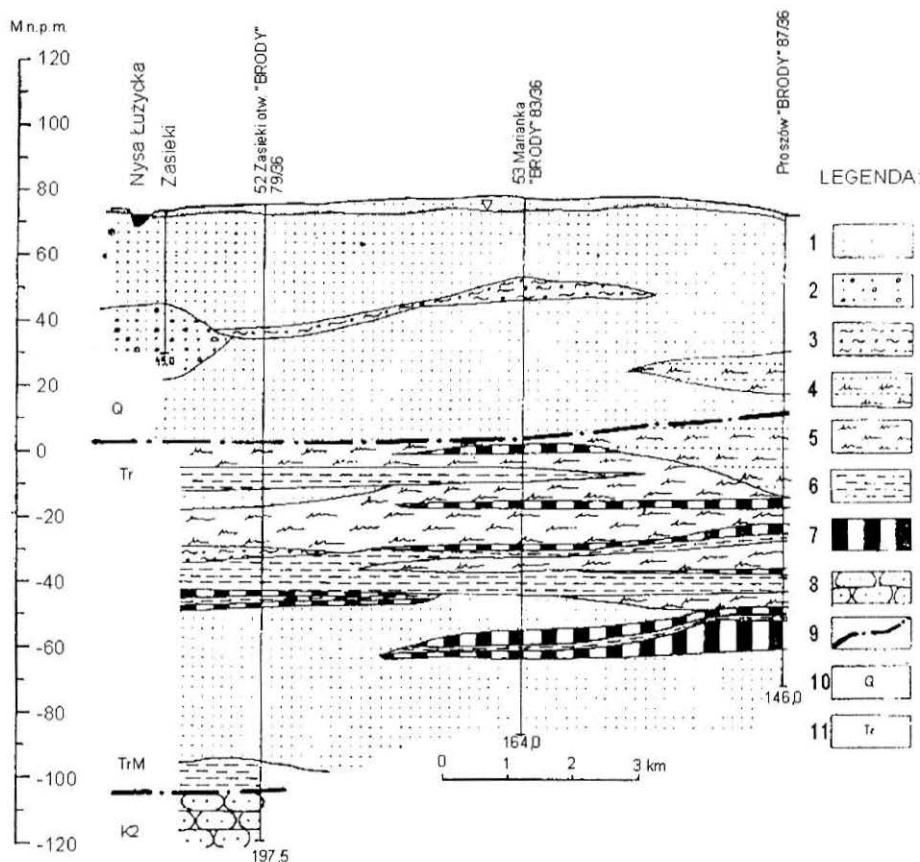 M n.p.m.
120
100
80
60
40
20
0
-20
-40
-60
-80
-100
-120
Nysa Łużycka
Zasieki
52 Zasieki otw. "BRODY"
79/36
53 Marianka
"BRODY" 83/36
Proszów "BRODY" 87/36
45,0
Q
Tr
TrM
K2
197,5
164,0
146,0
0 1 2 3 km
LEGENDA:
1
2
3
4
5
6
7
8
9
10 Q
11 Tr